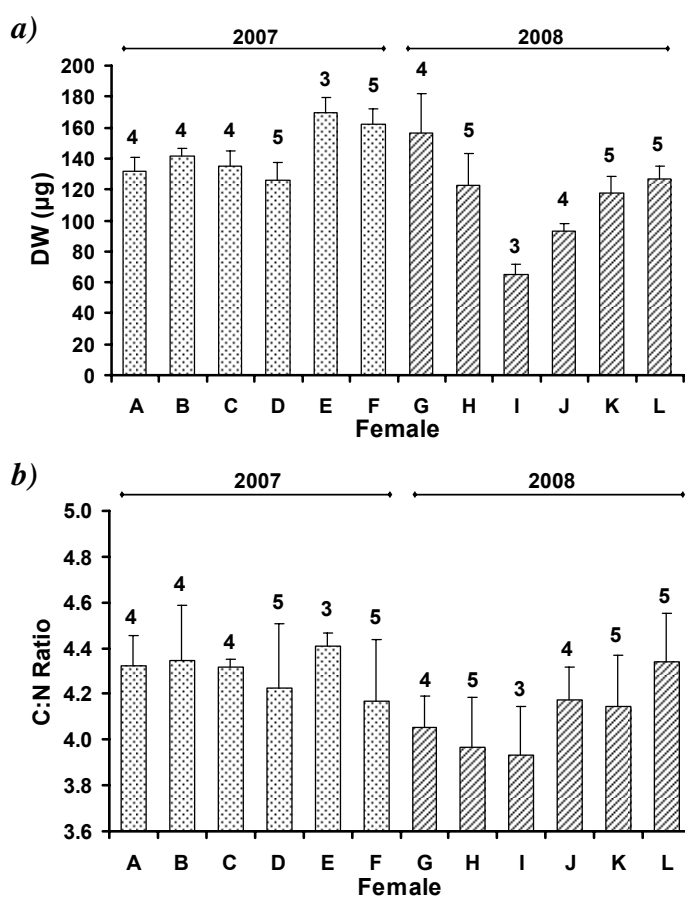 a)
2007 2008
200
180
160
140
120
100
80
60
40
20
0
DW (µg)
4 4 4 5 3 5 4 5 3 4 5 5
A B C D E F G H I J K L
Female
b)
2007 2008
5.0
4.8
4.6
4.4
4.2
4.0
3.8
3.6
C:N Ratio
4 4 4 5 3 5 4 5 3 4 5 5
A B C D E F G H I J K L
Female